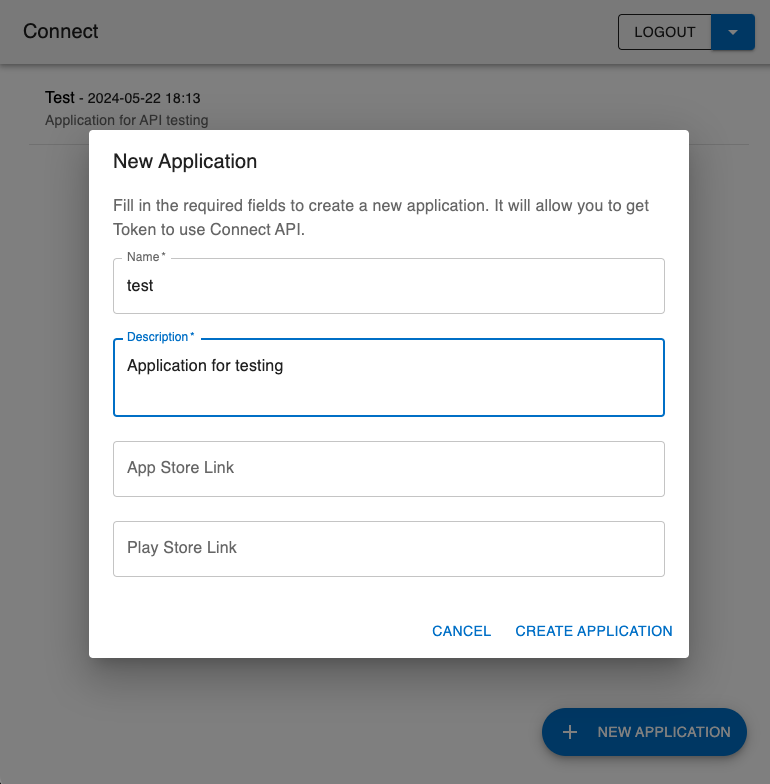 Connect
LOGOUT
Test - 2024-05-22 18:13
Application for API testing
New Application
Fill in the required fields to create a new application. It will allow you to get
Token to use Connect API.
Name *
test
Description *
Application for testing
App Store Link
Play Store Link
CANCEL CREATE APPLICATION
+ NEW APPLICATION